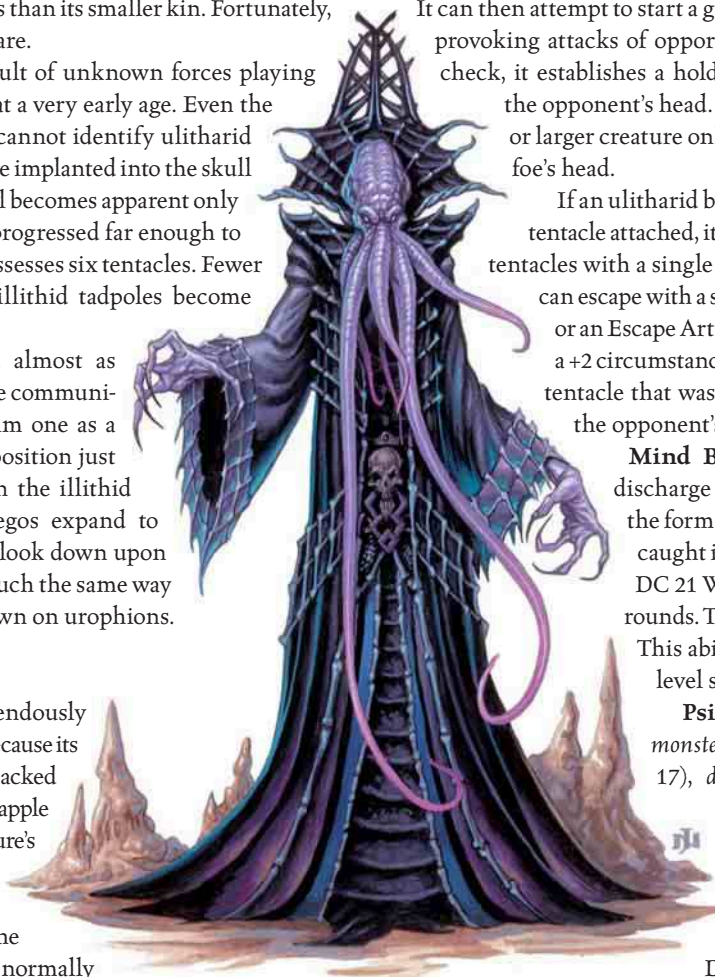 s than its smaller kin. Fortunately,
are.
ult of unknown forces playing
at a very early age. Even the
cannot identify ulitharid
e implanted into the skull
l becomes apparent only
progressed far enough to
ssesses six tentacles. Fewer
illithid tadpoles become
almost as
e communi-
m one as a
position just
n the illithid
egos expand to
look down upon
uch the same way
wn on urophions.
endously
cause its
acked
apple
ure's
ne
normally
It can then attempt to start a g
provoking attacks of oppor
check, it establishes a hold
the opponent's head.
or larger creature on
foe's head.
If an ulitharid b
tentacle attached, it
tentacles with a single
can escape with a s
or an Escape Art
a +2 circumstanc
tentacle that was
the opponent's
Mind B
discharge
the form
caught i
DC 21 W
rounds. T
This abi
level s
Psi
monste
17), d
D